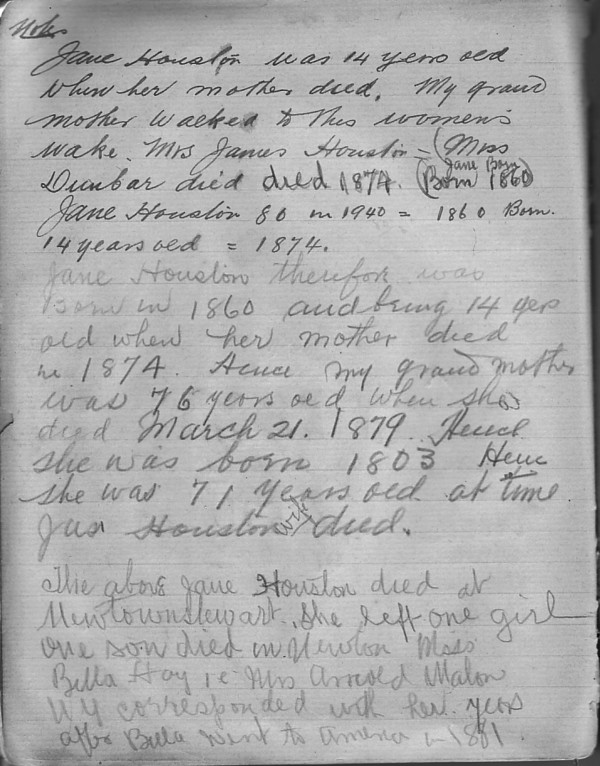 Notes
Jane Houston was 14 years old
when her mother died. My grand
mother walked to this women's
wake. Mrs James Houston = (Miss
Dunbar died died 1874. (Jane Born Born 1860)
Jane Houston 80 in 1940 = 1860 Born.
14 years old = 1874.
Jane Houston therefore was
Born in 1860 and being 14 yers
old when her mother died
in 1874. Hence my grandmother
was 76 years old when she
died March 21. 1879. Hence
she was born 1803 Henc
she was 71 years old at time
Jas Houston wife died.
The above Jane Houston died at
Newtownstewart. She left one girl
one son died in Newton Mass
Bella Hay i e Mrs Arnold Malon
corresponded with her years
after Bella went to America in 1881.